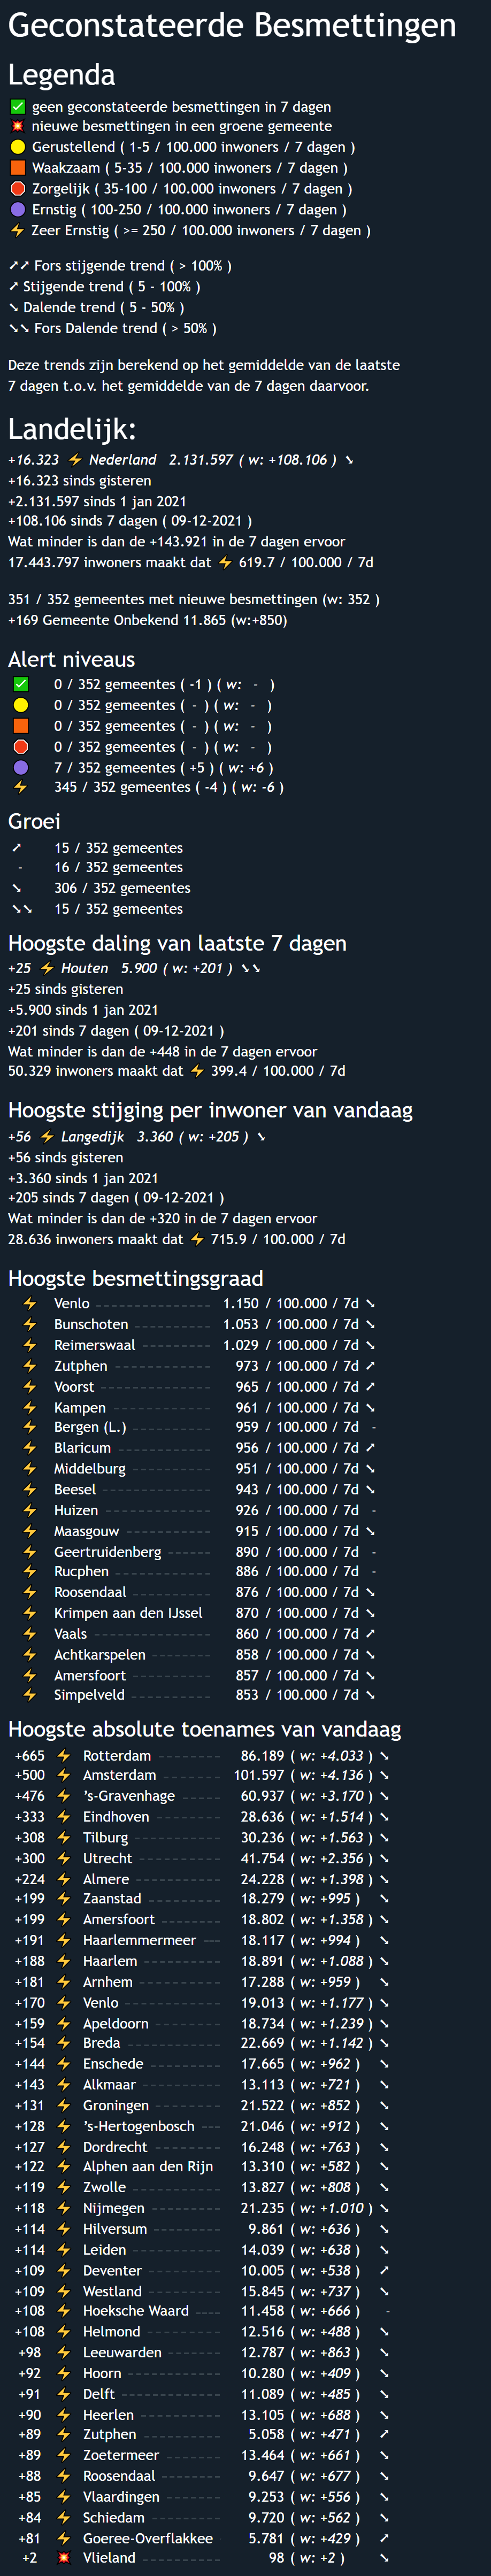 Geconstateerde Besmettingen
Legenda
✅ geen geconstateerde besmettingen in 7 dagen
💥 nieuwe besmettingen in een groene gemeente
🟡 Gerustellend ( 1-5 / 100.000 inwoners / 7 dagen )
🟧 Waakzaam ( 5-35 / 100.000 inwoners / 7 dagen )
🛑 Zorgelijk ( 35-100 / 100.000 inwoners / 7 dagen )
🟣 Ernstig ( 100-250 / 100.000 inwoners / 7 dagen )
⚡ Zeer Ernstig ( >= 250 / 100.000 inwoners / 7 dagen )
➚➚ Fors stijgende trend ( > 100% )
➚ Stijgende trend ( 5 - 100% )
➘ Dalende trend ( 5 - 50% )
➘➘ Fors Dalende trend ( > 50% )
Deze trends zijn berekend op het gemiddelde van de laatste
7 dagen t.o.v. het gemiddelde van de 7 dagen daarvoor.
Landelijk:
+16.323 ⚡ Nederland 2.131.597 ( w: +108.106 ) ➘
+16.323 sinds gisteren
+2.131.597 sinds 1 jan 2021
+108.106 sinds 7 dagen ( 09-12-2021 )
Wat minder is dan de +143.921 in de 7 dagen ervoor
17.443.797 inwoners maakt dat ⚡ 619.7 / 100.000 / 7d
351 / 352 gemeentes met nieuwe besmettingen (w: 352 )
+169 Gemeente Onbekend 11.865 (w:+850)
Alert niveaus
✅ 0 / 352 gemeentes ( -1 ) ( w: - )
🟡 0 / 352 gemeentes ( - ) ( w: - )
🟧 0 / 352 gemeentes ( - ) ( w: - )
🛑 0 / 352 gemeentes ( - ) ( w: - )
🟣 7 / 352 gemeentes ( +5 ) ( w: +6 )
⚡ 345 / 352 gemeentes ( -4 ) ( w: -6 )
Groei
➚ 15 / 352 gemeentes
- 16 / 352 gemeentes
➘ 306 / 352 gemeentes
➘➘ 15 / 352 gemeentes
Hoogste daling van laatste 7 dagen
+25 ⚡ Houten 5.900 ( w: +201 ) ➘➘
+25 sinds gisteren
+5.900 sinds 1 jan 2021
+201 sinds 7 dagen ( 09-12-2021 )
Wat minder is dan de +448 in de 7 dagen ervoor
50.329 inwoners maakt dat ⚡ 399.4 / 100.000 / 7d
Hoogste stijging per inwoner van vandaag
+56 ⚡ Langedijk 3.360 ( w: +205 ) ➘
+56 sinds gisteren
+3.360 sinds 1 jan 2021
+205 sinds 7 dagen ( 09-12-2021 )
Wat minder is dan de +320 in de 7 dagen ervoor
28.636 inwoners maakt dat ⚡ 715.9 / 100.000 / 7d
Hoogste besmettingsgraad
⚡ Venlo 1.150 / 100.000 / 7d ➘
⚡ Bunschoten 1.053 / 100.000 / 7d ➘
⚡ Reimerswaal 1.029 / 100.000 / 7d ➘
⚡ Zutphen 973 / 100.000 / 7d ➚
⚡ Voorst 965 / 100.000 / 7d ➚
⚡ Kampen 961 / 100.000 / 7d ➘
⚡ Bergen (L.) 959 / 100.000 / 7d -
⚡ Blaricum 956 / 100.000 / 7d ➚
⚡ Middelburg 951 / 100.000 / 7d ➘
⚡ Beesel 943 / 100.000 / 7d ➘
⚡ Huizen 926 / 100.000 / 7d -
⚡ Maasgouw 915 / 100.000 / 7d ➘
⚡ Geertruidenberg 890 / 100.000 / 7d -
⚡ Rucphen 886 / 100.000 / 7d -
⚡ Roosendaal 876 / 100.000 / 7d ➘
⚡ Krimpen aan den IJssel 870 / 100.000 / 7d ➘
⚡ Vaals 860 / 100.000 / 7d ➚
⚡ Achtkarspelen 858 / 100.000 / 7d ➘
⚡ Amersfoort 857 / 100.000 / 7d ➘
⚡ Simpelveld 853 / 100.000 / 7d ➘
Hoogste absolute toenames van vandaag
+665 ⚡ Rotterdam 86.189 ( w: +4.033 ) ➘
+500 ⚡ Amsterdam 101.597 ( w: +4.136 ) ➘
+476 ⚡ 's-Gravenhage 60.937 ( w: +3.170 ) ➘
+333 ⚡ Eindhoven 28.636 ( w: +1.514 ) ➘
+308 ⚡ Tilburg 30.236 ( w: +1.563 ) ➘
+300 ⚡ Utrecht 41.754 ( w: +2.356 ) ➘
+224 ⚡ Almere 24.228 ( w: +1.398 ) ➘
+199 ⚡ Zaanstad 18.279 ( w: +995 ) ➘
+199 ⚡ Amersfoort 18.802 ( w: +1.358 ) ➘
+191 ⚡ Haarlemmermeer 18.117 ( w: +994 ) ➘
+188 ⚡ Haarlem 18.891 ( w: +1.088 ) ➘
+181 ⚡ Arnhem 17.288 ( w: +959 ) ➘
+170 ⚡ Venlo 19.013 ( w: +1.177 ) ➘
+159 ⚡ Apeldoorn 18.734 ( w: +1.239 ) ➘
+154 ⚡ Breda 22.669 ( w: +1.142 ) ➘
+144 ⚡ Enschede 17.665 ( w: +962 ) ➘
+143 ⚡ Alkmaar 13.113 ( w: +721 ) ➘
+131 ⚡ Groningen 21.522 ( w: +852 ) ➘
+128 ⚡ 's-Hertogenbosch 21.046 ( w: +912 ) ➘
+127 ⚡ Dordrecht 16.248 ( w: +763 ) ➘
+122 ⚡ Alphen aan den Rijn 13.310 ( w: +582 ) ➘
+119 ⚡ Zwolle 13.827 ( w: +808 ) ➘
+118 ⚡ Nijmegen 21.235 ( w: +1.010 ) ➘
+114 ⚡ Hilversum 9.861 ( w: +636 ) ➘
+114 ⚡ Leiden 14.039 ( w: +638 ) ➘
+109 ⚡ Deventer 10.005 ( w: +538 ) ➚
+109 ⚡ Westland 15.845 ( w: +737 ) ➘
+108 ⚡ Hoeksche Waard 11.458 ( w: +666 ) -
+108 ⚡ Helmond 12.516 ( w: +488 ) ➘
+98 ⚡ Leeuwarden 12.787 ( w: +863 ) ➘
+92 ⚡ Hoorn 10.280 ( w: +409 ) ➘
+91 ⚡ Delft 11.089 ( w: +485 ) ➘
+90 ⚡ Heerlen 13.105 ( w: +688 ) ➘
+89 ⚡ Zutphen 5.058 ( w: +471 ) ➚
+89 ⚡ Zoetermeer 13.464 ( w: +661 ) ➘
+88 ⚡ Roosendaal 9.647 ( w: +677 ) ➘
+85 ⚡ Vlaardingen 9.253 ( w: +556 ) ➘
+84 ⚡ Schiedam 9.720 ( w: +562 ) ➘
+81 ⚡ Goeree-Overflakkee 5.781 ( w: +429 ) ➚
+2 💥 Vlieland 98 ( w: +2 ) ➘